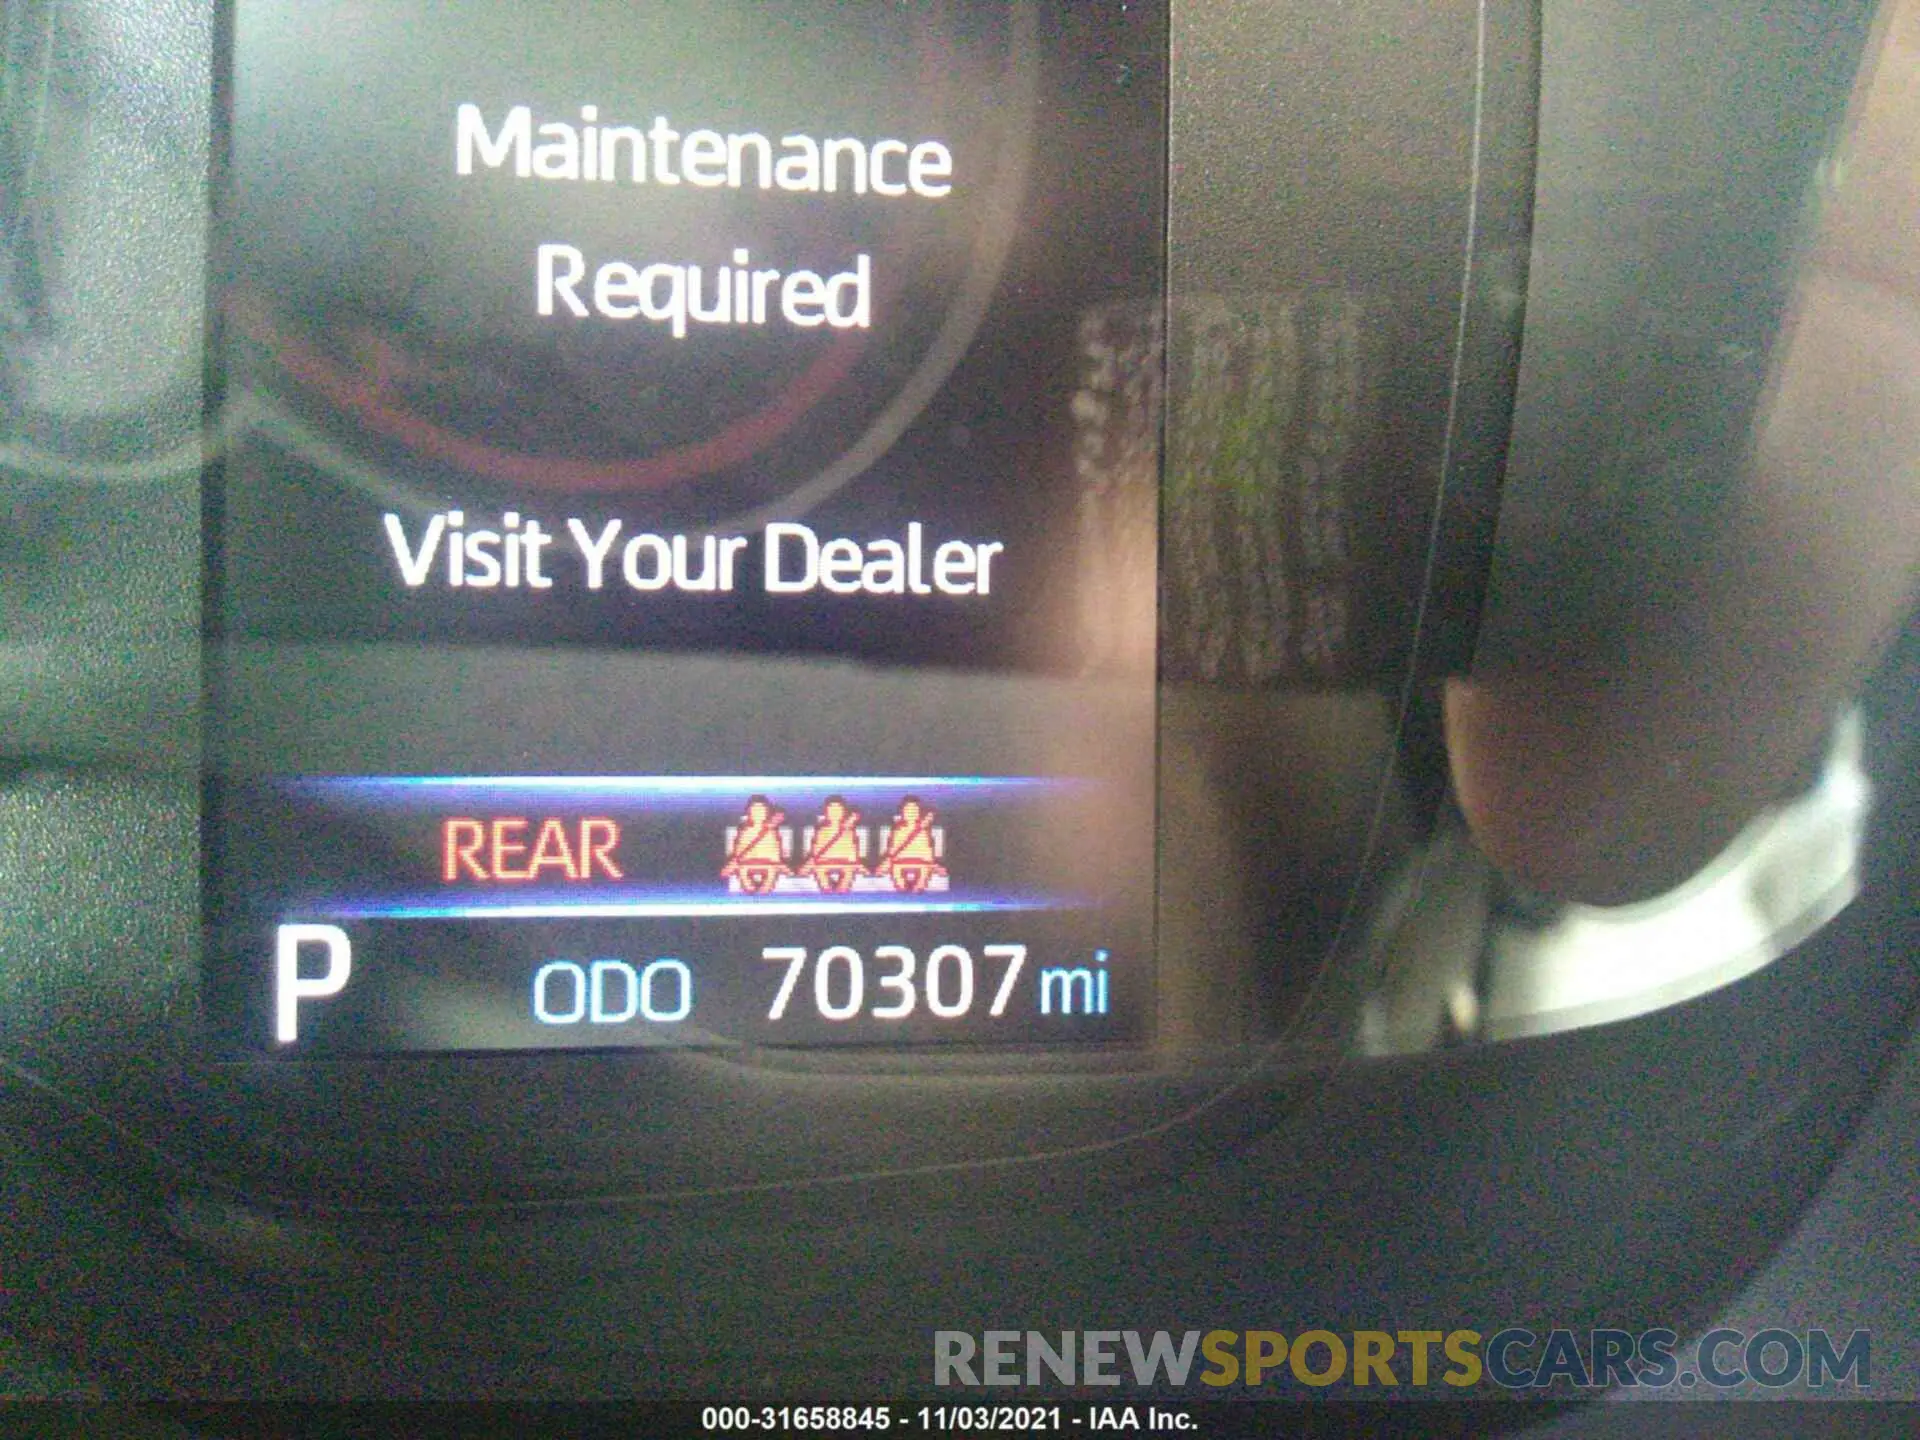 Maintenance
Required
Visit Your Dealer
REAR
P ODO 70307 mi
RENEWSPORTSCARS.COM
000-31658845 - 11/03/2021 - IAA Inc.